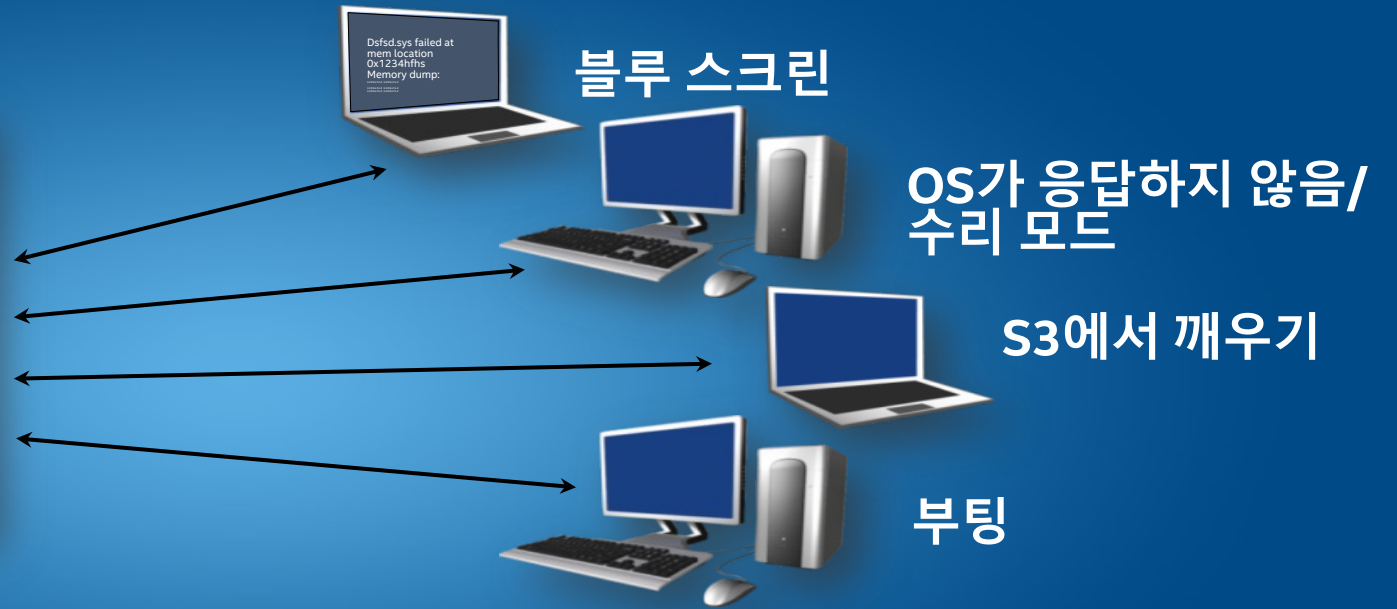 Dsfsd.sys failed at
mem location
0x1234hfhs
Memory dump:
블루 스크린
OS가 응답하지 않음/
수리 모드
S3에서 깨우기
부팅